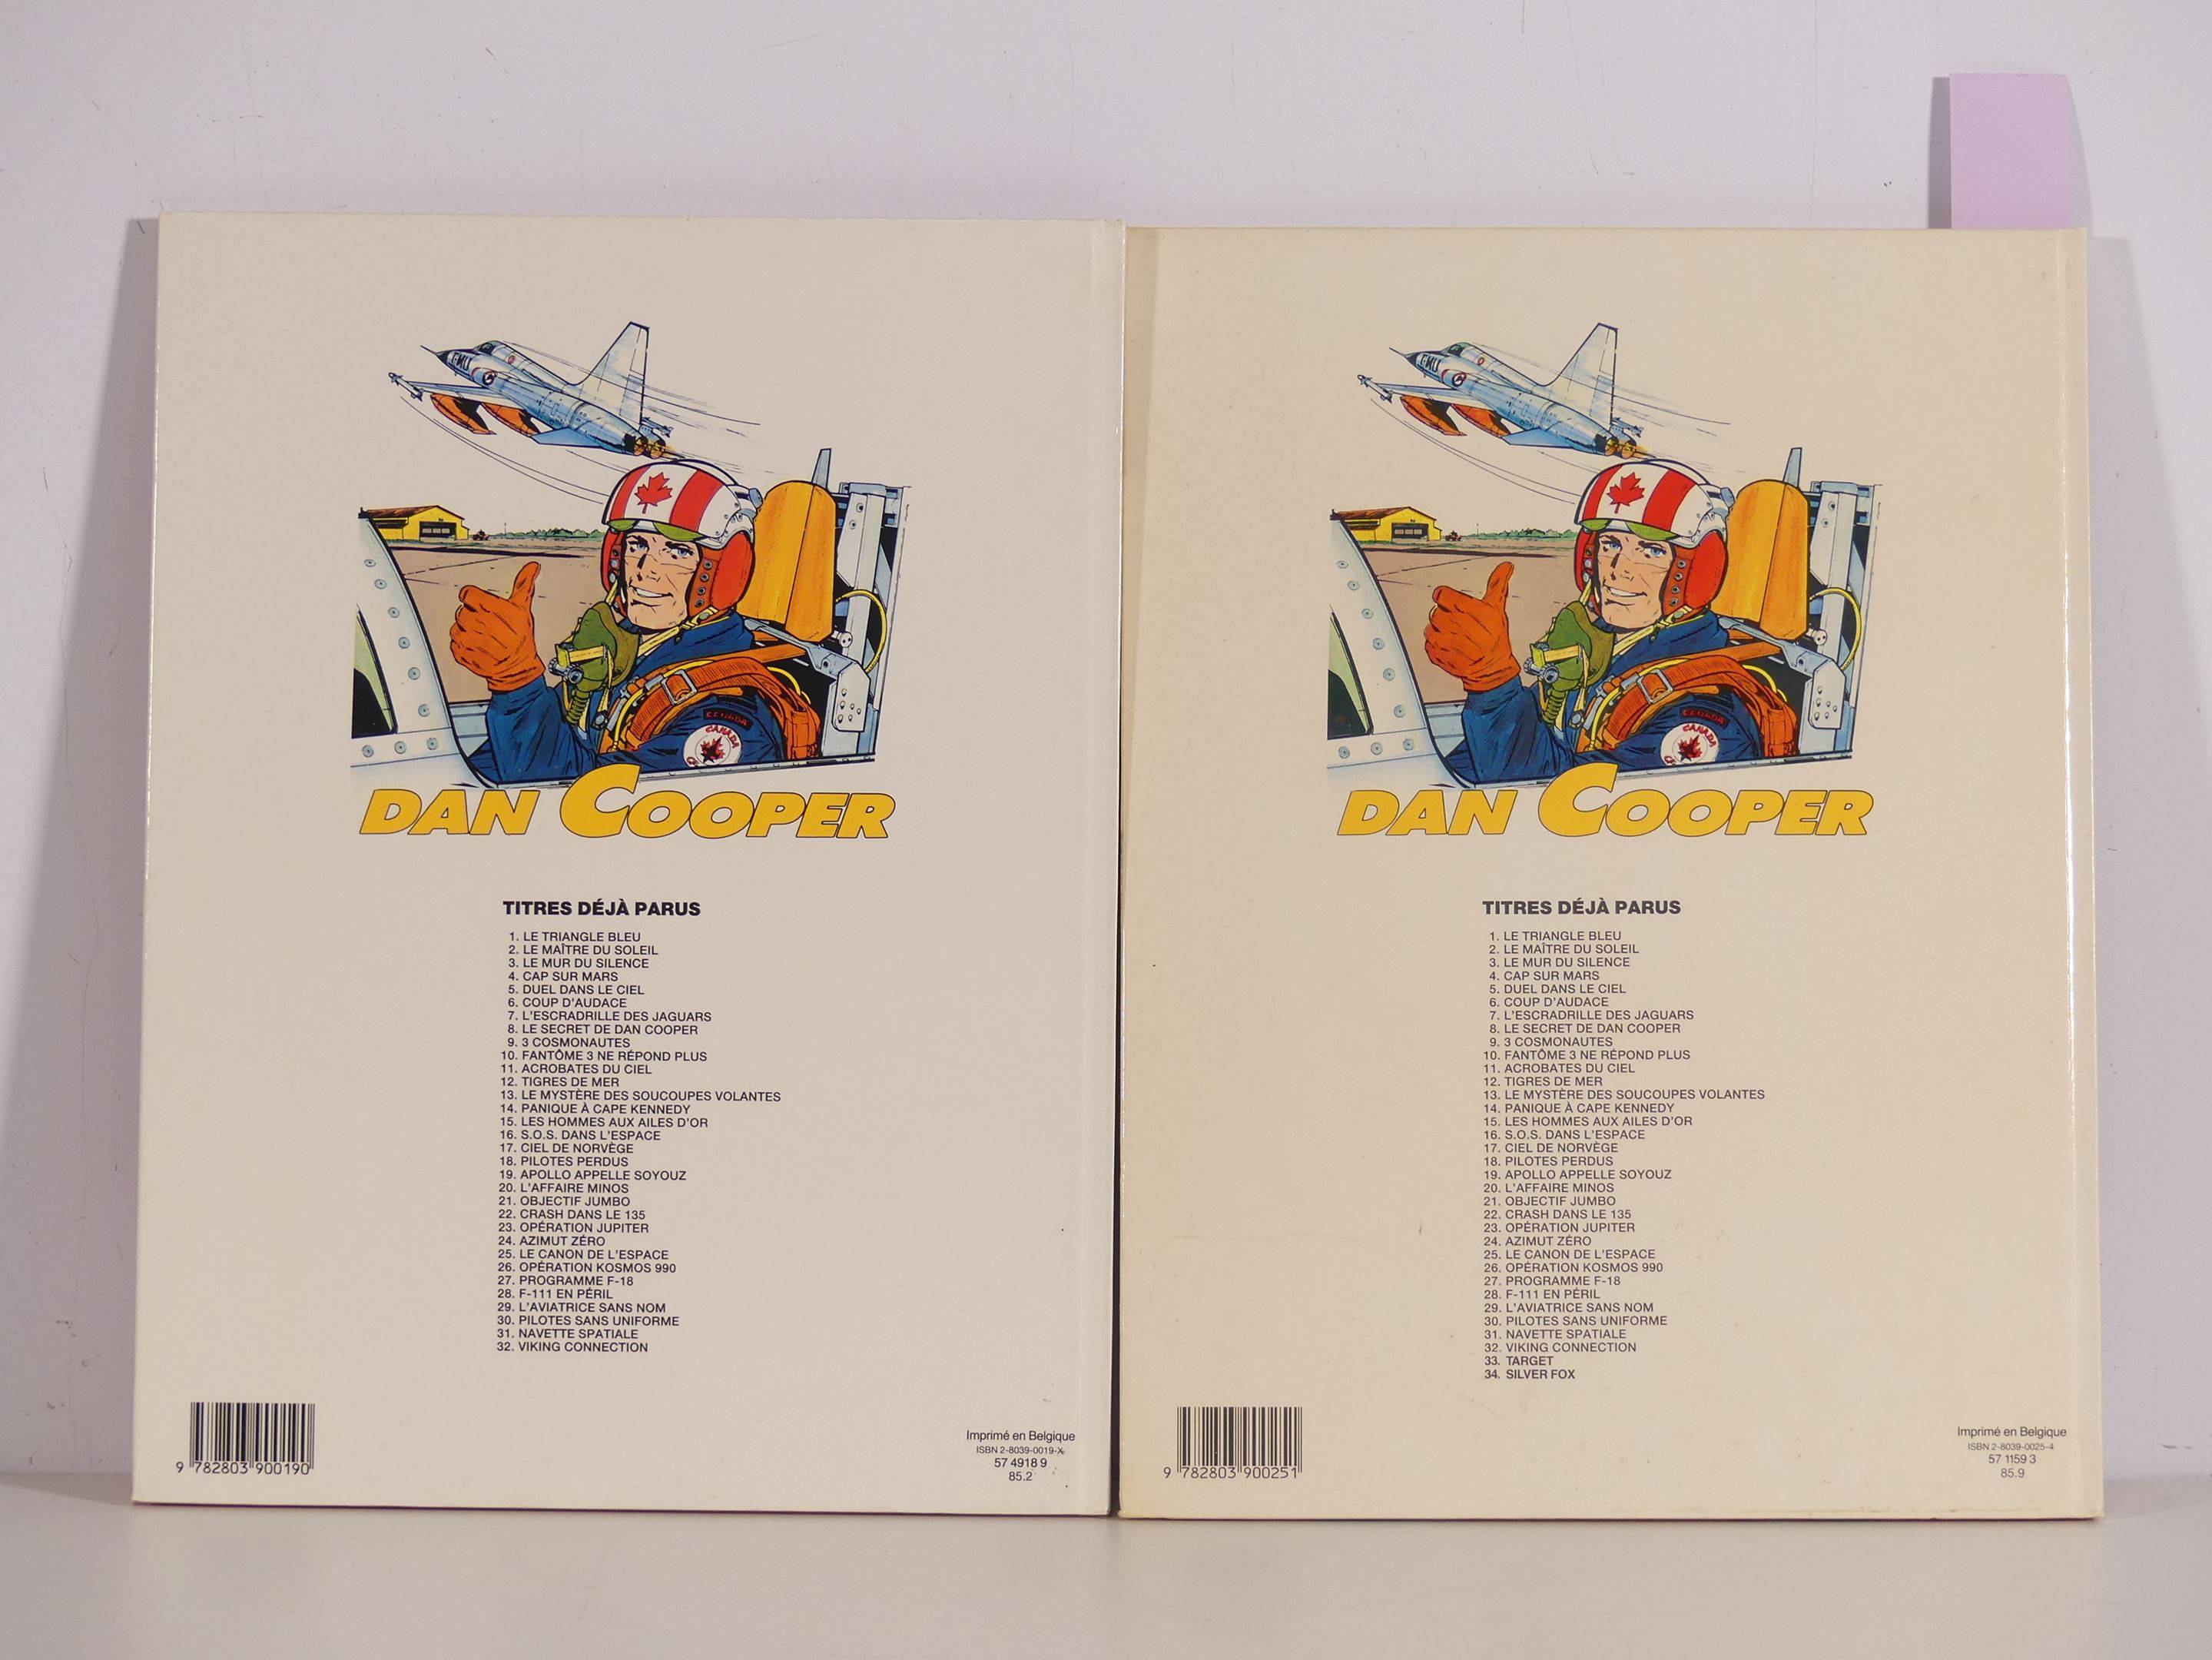 CANADA
CANADA
DAN COOPER
TITRES DÉJÀ PARUS
1. LE TRIANGLE BLEU
2. LE MAÎTRE DU SOLEIL
3. LE MUR DU SILENCE
4. CAP SUR MARS
5. DUEL DANS LE CIEL
6. COUP D'AUDACE
7. L'ESCRADRILLE DES JAGUARS
8. LE SECRET DE DAN COOPER
9. 3 COSMONAUTES
10. FANTÔME 3 NE RÉPOND PLUS
11. ACROBATES DU CIEL
12. TIGRES DE MER
13. LE MYSTÈRE DES SOUCOUPES VOLANTES
14. PANIQUE À CAPE KENNEDY
15. LES HOMMES AUX AILES D'OR
16. S.O.S. DANS L'ESPACE
17. CIEL DE NORVÈGE
18. PILOTES PERDUS
19. APOLLO APPELLE SOYOUZ
20. L'AFFAIRE MINOS
21. OBJECTIF JUMBO
22. CRASH DANS LE 135
23. OPÉRATION JUPITER
24. AZIMUT ZÉRO
25. LE CANON DE L'ESPACE
26. OPÉRATION KOSMOS 990
27. PROGRAMME F-18
28. F-111 EN PÉRIL
29. L'AVIATRICE SANS NOM
30. PILOTES SANS UNIFORME
31. NAVETTE SPATIALE
32. VIKING CONNECTION
9 782803 900190
Imprimé en Belgique
ISBN 2-8039-0019-X
57 4918 9
85.2
CANADA
CANADA
DAN COOPER
TITRES DÉJÀ PARUS
1. LE TRIANGLE BLEU
2. LE MAÎTRE DU SOLEIL
3. LE MUR DU SILENCE
4. CAP SUR MARS
5. DUEL DANS LE CIEL
6. COUP D'AUDACE
7. L'ESCRADRILLE DES JAGUARS
8. LE SECRET DE DAN COOPER
9. 3 COSMONAUTES
10. FANTÔME 3 NE RÉPOND PLUS
11. ACROBATES DU CIEL
12. TIGRES DE MER
13. LE MYSTÈRE DES SOUCOUPES VOLANTES
14. PANIQUE À CAPE KENNEDY
15. LES HOMMES AUX AILES D'OR
16. S.O.S. DANS L'ESPACE
17. CIEL DE NORVÈGE
18. PILOTES PERDUS
19. APOLLO APPELLE SOYOUZ
20. L'AFFAIRE MINOS
21. OBJECTIF JUMBO
22. CRASH DANS LE 135
23. OPÉRATION JUPITER
24. AZIMUT ZÉRO
25. LE CANON DE L'ESPACE
26. OPÉRATION KOSMOS 990
27. PROGRAMME F-18
28. F-111 EN PÉRIL
29. L'AVIATRICE SANS NOM
30. PILOTES SANS UNIFORME
31. NAVETTE SPATIALE
32. VIKING CONNECTION
33. TARGET
34. SILVER FOX
9 782803 900251
Imprimé en Belgique
ISBN 2-8039-0025-4
57 1159 3
85.9